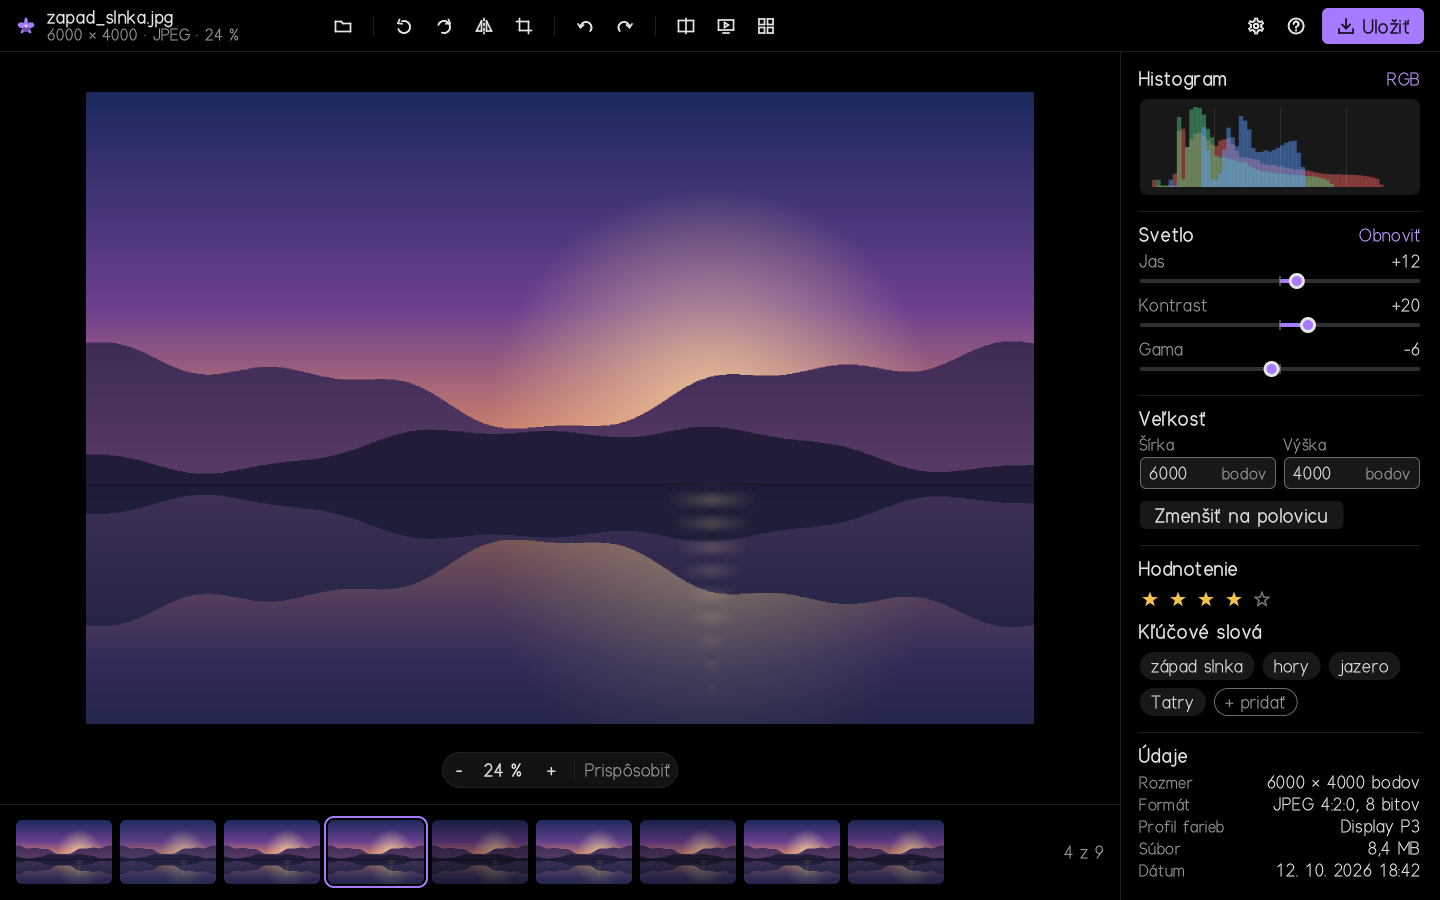 zapad_slnka.jpg
6000 × 4000 · JPEG · 24 %
Uložiť
Histogram RGB
Svetlo Obnoviť
Jas +12
Kontrast +20
Gama -6
Veľkosť
Šírka Výška
6000 bodov 4000 bodov
Zmenšiť na polovicu
Hodnotenie
Kľúčové slová
západ slnka hory jazero
Tatry + pridať
Údaje
Rozmer 6000 × 4000 bodov
Formát JPEG 4:2:0, 8 bitov
Profil farieb Display P3
Súbor 8,4 MB
Dátum 12. 10. 2026 18:42
- 24 % + Prispôsobiť
4 z 9